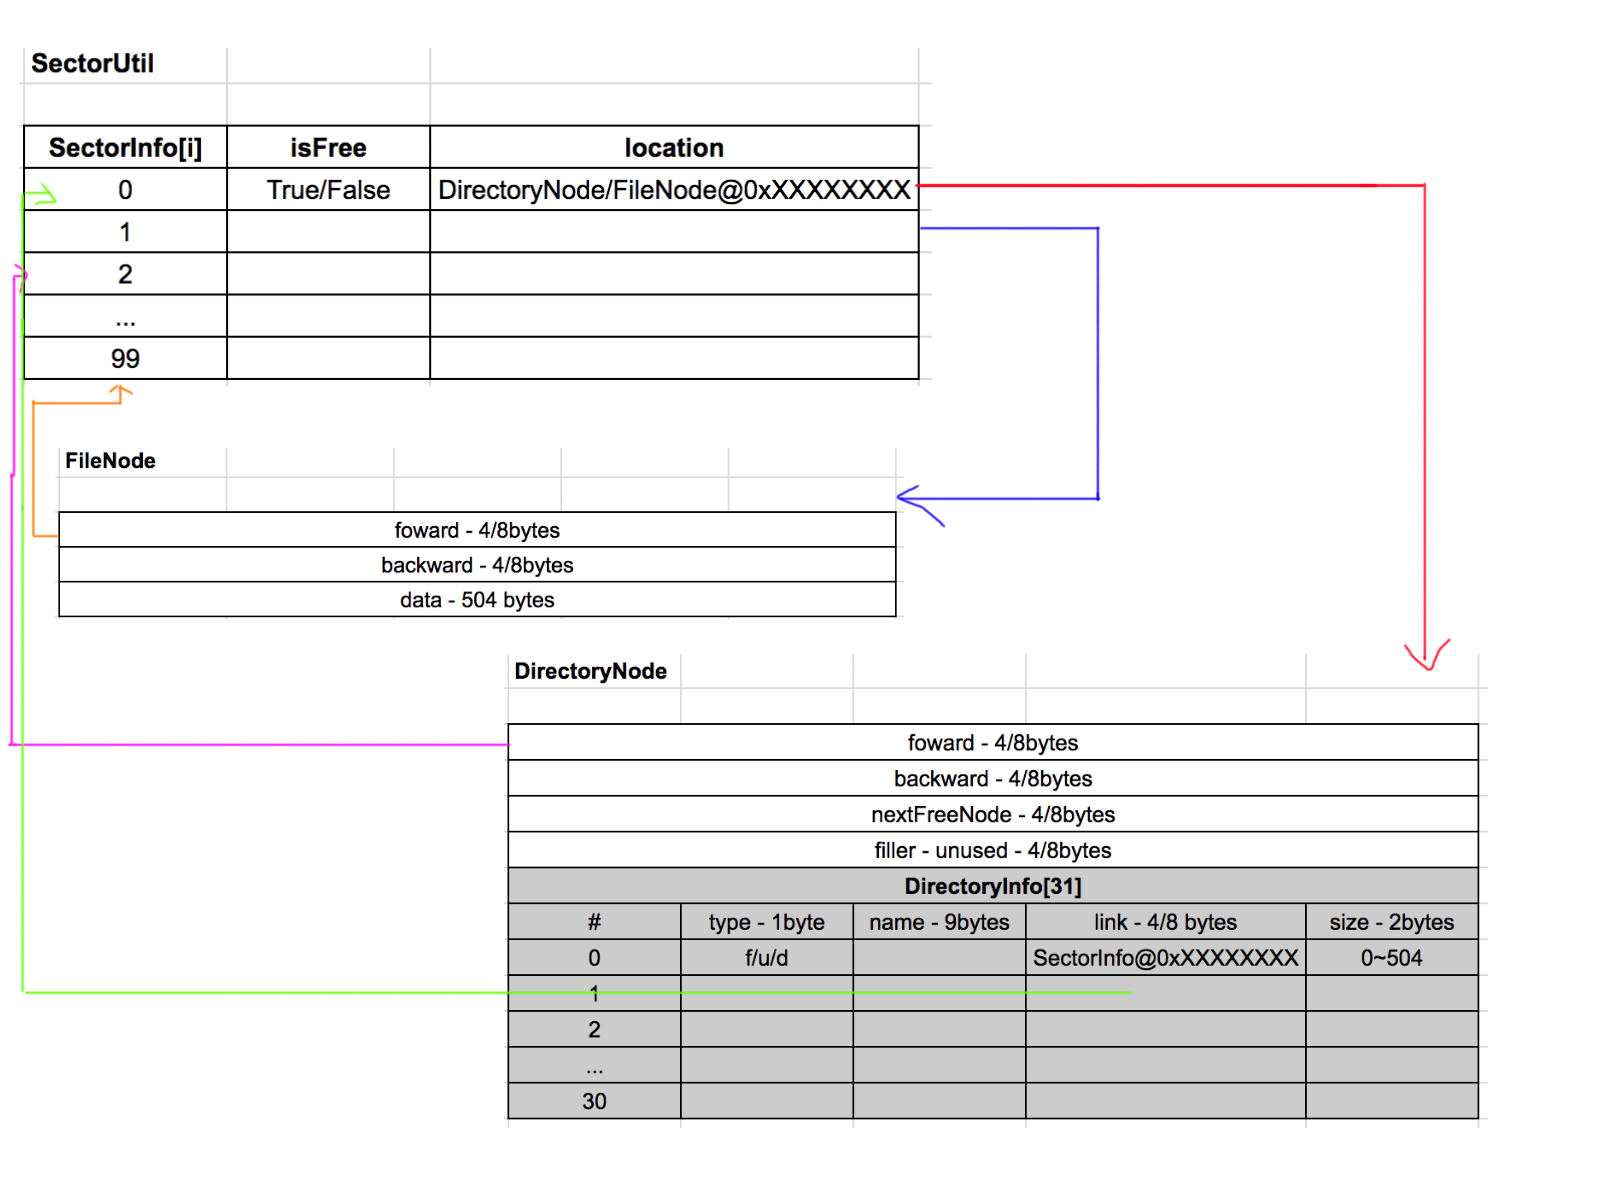 SectorUtil
SectorInfo[i] isFree location
0 True/False DirectoryNode/FileNode@0xXXXXXXXX
1
2
...
99
FileNode
foward - 4/8bytes
backward - 4/8bytes
data - 504 bytes
DirectoryNode
foward - 4/8bytes
backward - 4/8bytes
nextFreeNode - 4/8bytes
filler - unused - 4/8bytes
DirectoryInfo[31]
# type - 1byte name - 9bytes link - 4/8 bytes size - 2bytes
0 f/u/d SectorInfo@0xXXXXXXXX 0~504
1
2
...
30